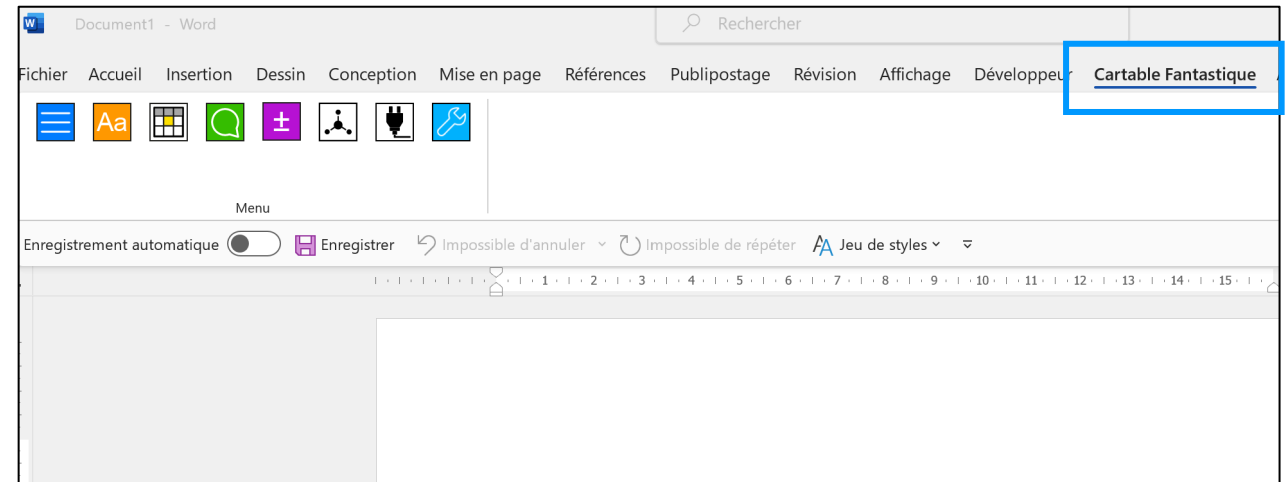 W Document1 - Word Rechercher
Fichier Accueil Insertion Dessin Conception Mise en page Références Publipostage Révision Affichage Développeur Cartable Fantastique
Aa ±
Menu
Enregistrement automatique Enregistrer Impossible d'annuler Impossible de répéter AA Jeu de styles
1 2 3 4 5 6 7 8 9 10 11 12 13 14 15